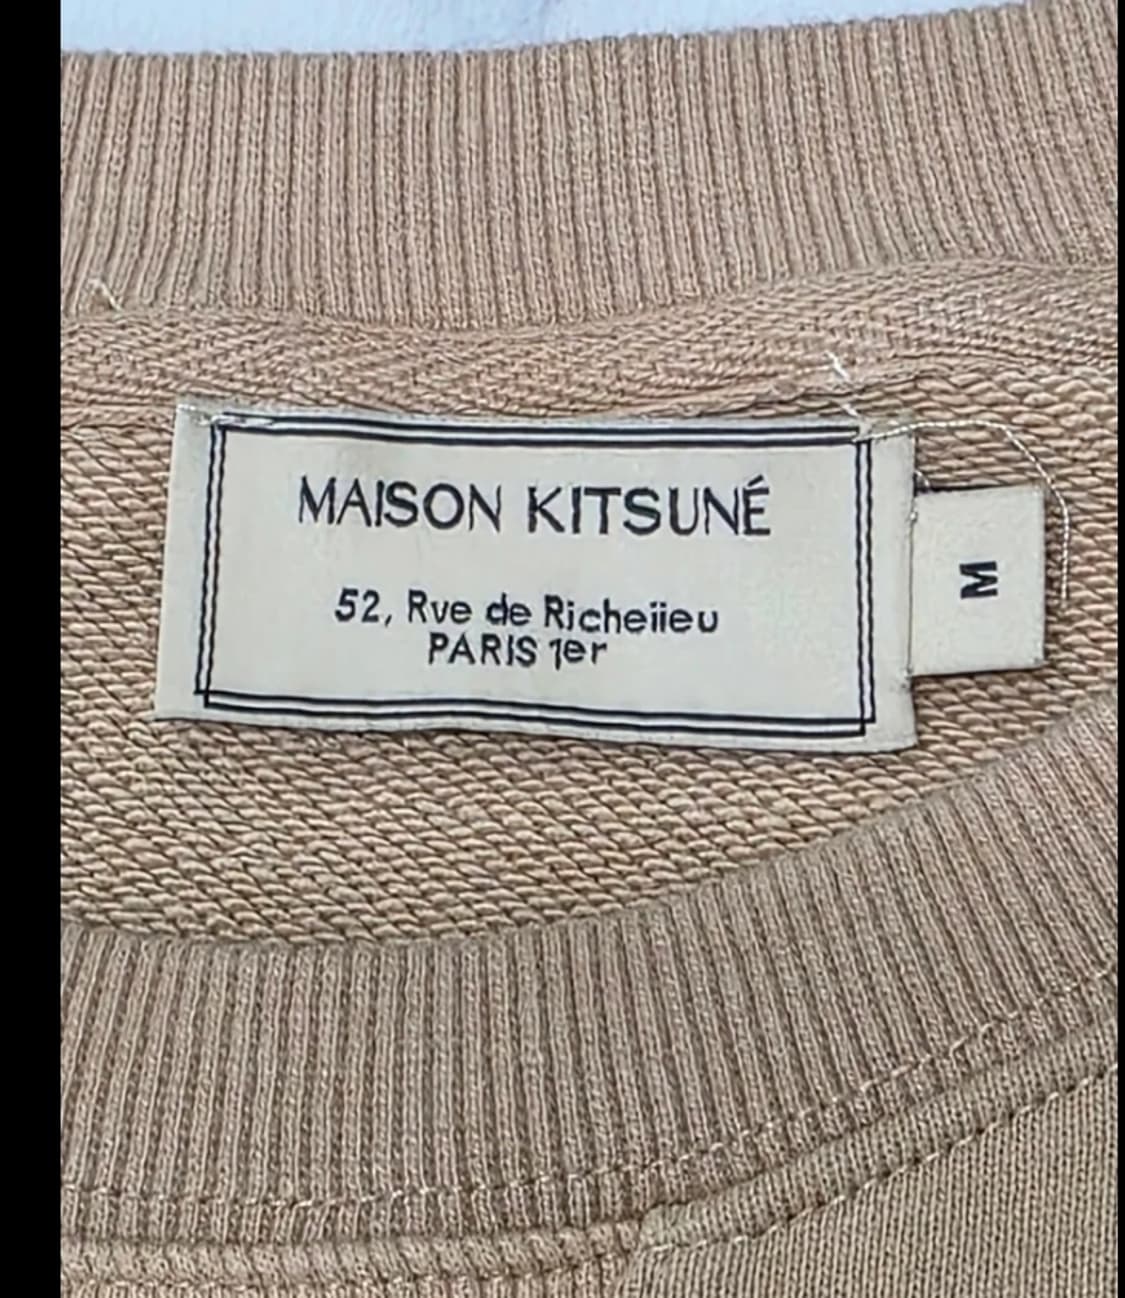 MAISON KITSUNÉ
52, Rve de Richeiieu
PARIS 1er
M